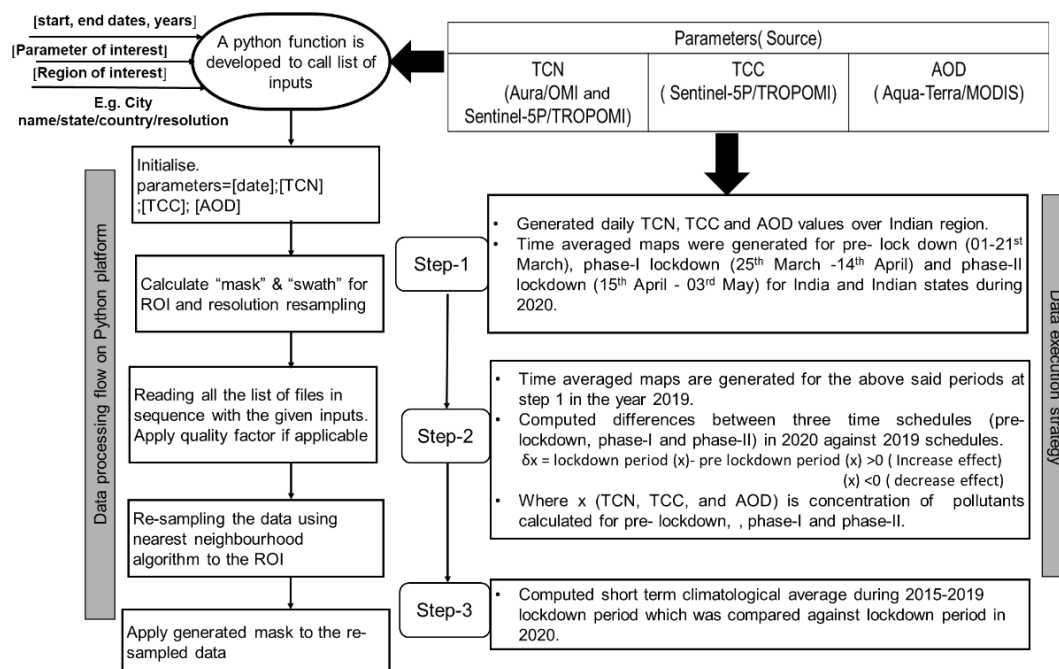 [start, end dates, years]
[Parameter of interest]
[Region of interest]
E.g. City
name/state/country/resolution
A python function is
developed to call list of
inputs
Parameters( Source)
TCN
(Aura/OMI and
Sentinel-5P/TROPOMI)
TCC
( Sentinel-5P/TROPOMI)
AOD
( Aqua-Terra/MODIS)
Data processing flow on Python platform
Initialise.
parameters=[date];[TCN]
;[TCC]; [AOD]
Calculate “mask” & “swath” for
ROI and resolution resampling
Reading all the list of files in
sequence with the given inputs.
Apply quality factor if applicable
Re-sampling the data using
nearest neighbourhood
algorithm to the ROI
Apply generated mask to the re-
sampled data
Step-1
• Generated daily TCN, TCC and AOD values over Indian region.
• Time averaged maps were generated for pre- lock down (01-21st
March), phase-I lockdown (25th March -14th April) and phase-II
lockdown (15th April - 03rd May) for India and Indian states during
2020.
Step-2
• Time averaged maps are generated for the above said periods at
step 1 in the year 2019.
• Computed differences between three time schedules (pre-
lockdown, phase-I and phase-II) in 2020 against 2019 schedules.
δx = lockdown period (x)- pre lockdown period (x) >0 ( Increase effect)
(x) <0 ( decrease effect)
• Where x (TCN, TCC, and AOD) is concentration of pollutants
calculated for pre- lockdown, , phase-I and phase-II.
Step-3
• Computed short term climatological average during 2015-2019
lockdown period which was compared against lockdown period in
2020.
Data execution strategy